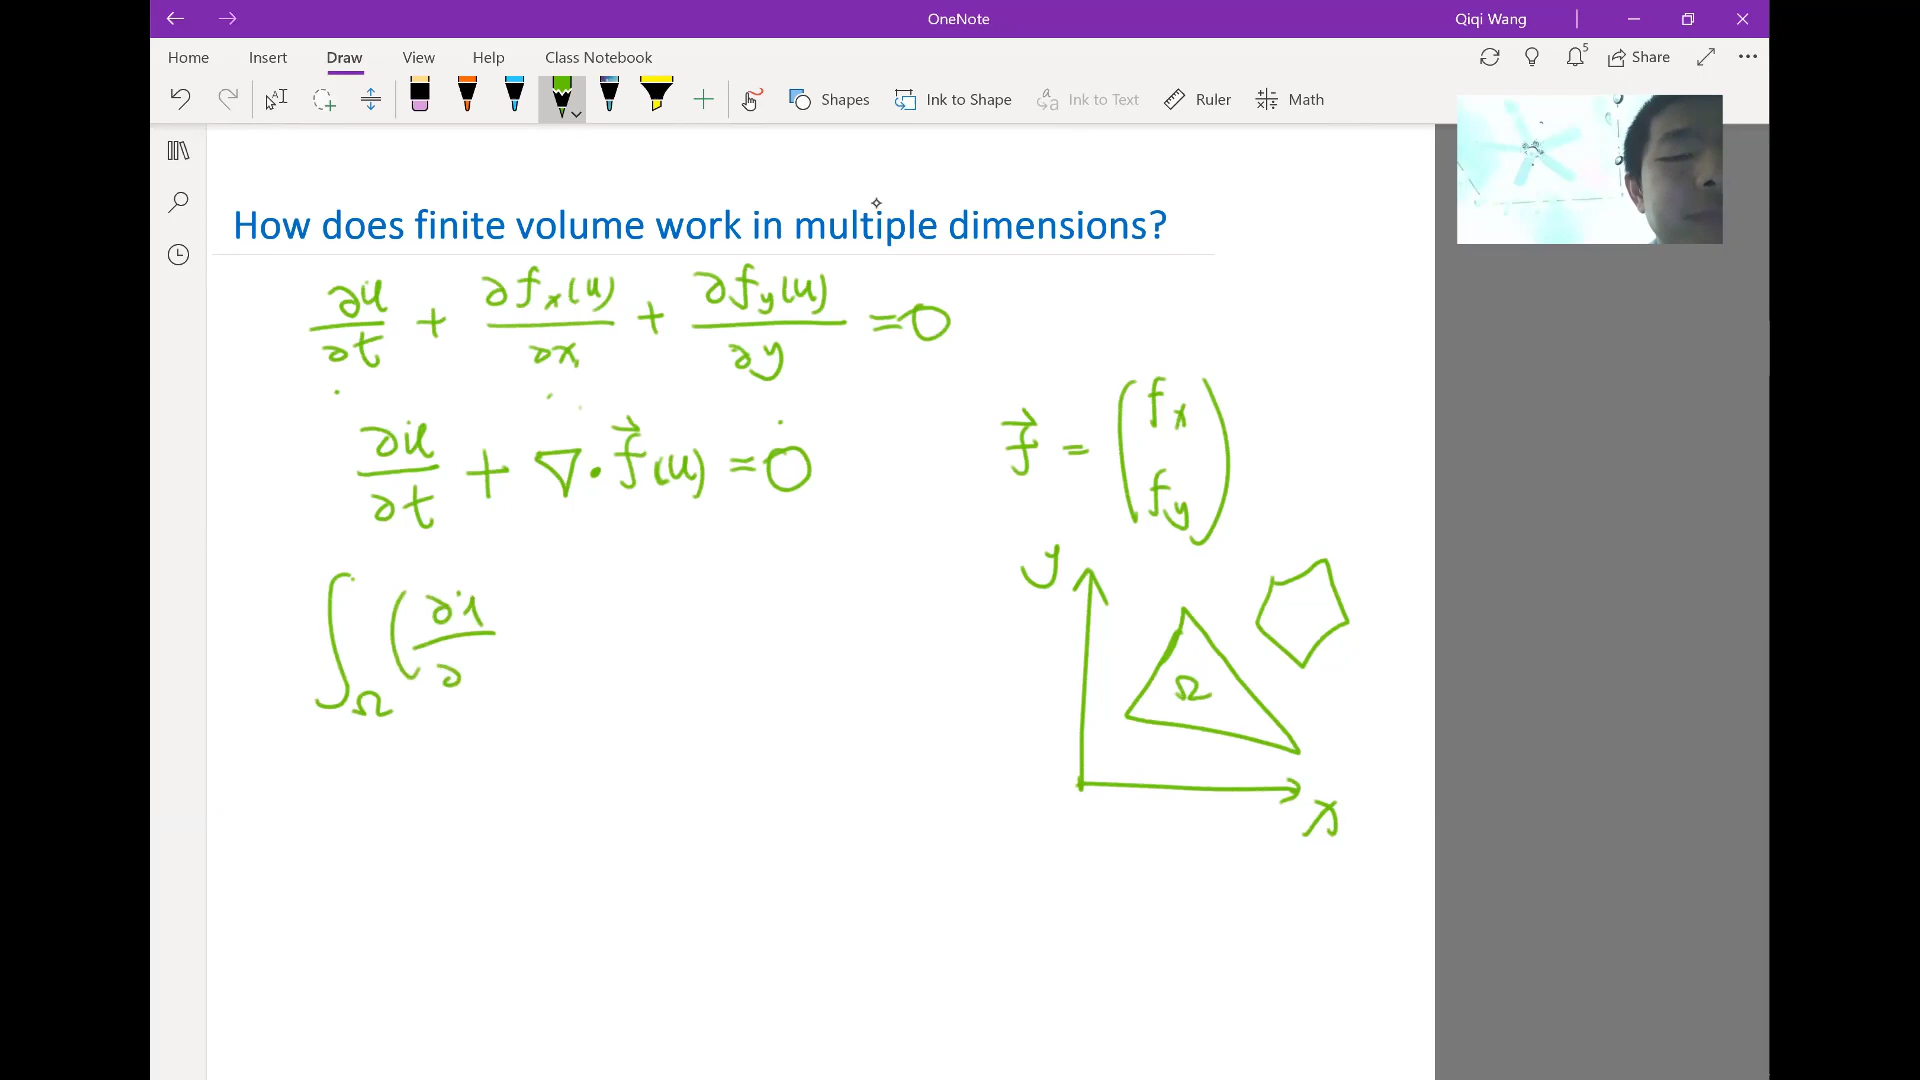 OneNote
Qiqi Wang
Home Insert Draw View Help Class Notebook
5
Share
Shapes Ink to Shape Ink to Text Ruler Math
How does finite volume work in multiple dimensions?
∂u/∂t + ∂f_x(u)/∂x + ∂f_y(u)/∂y = 0
∂u/∂t + ∇·f⃗(u) = 0
f⃗ = (f_x f_y)
∫_Ω (∂u/∂
y
Ω
x